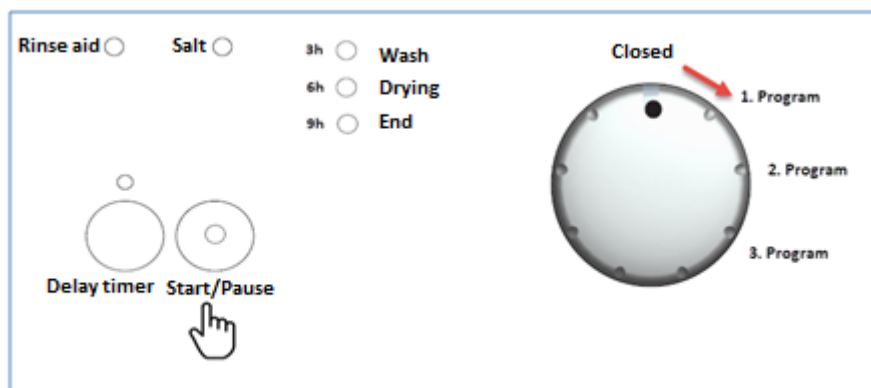 Rinse aid
Salt
3h Wash
6h Drying
9h End
Closed
1. Program
2. Program
3. Program
Delay timer
Start/Pause